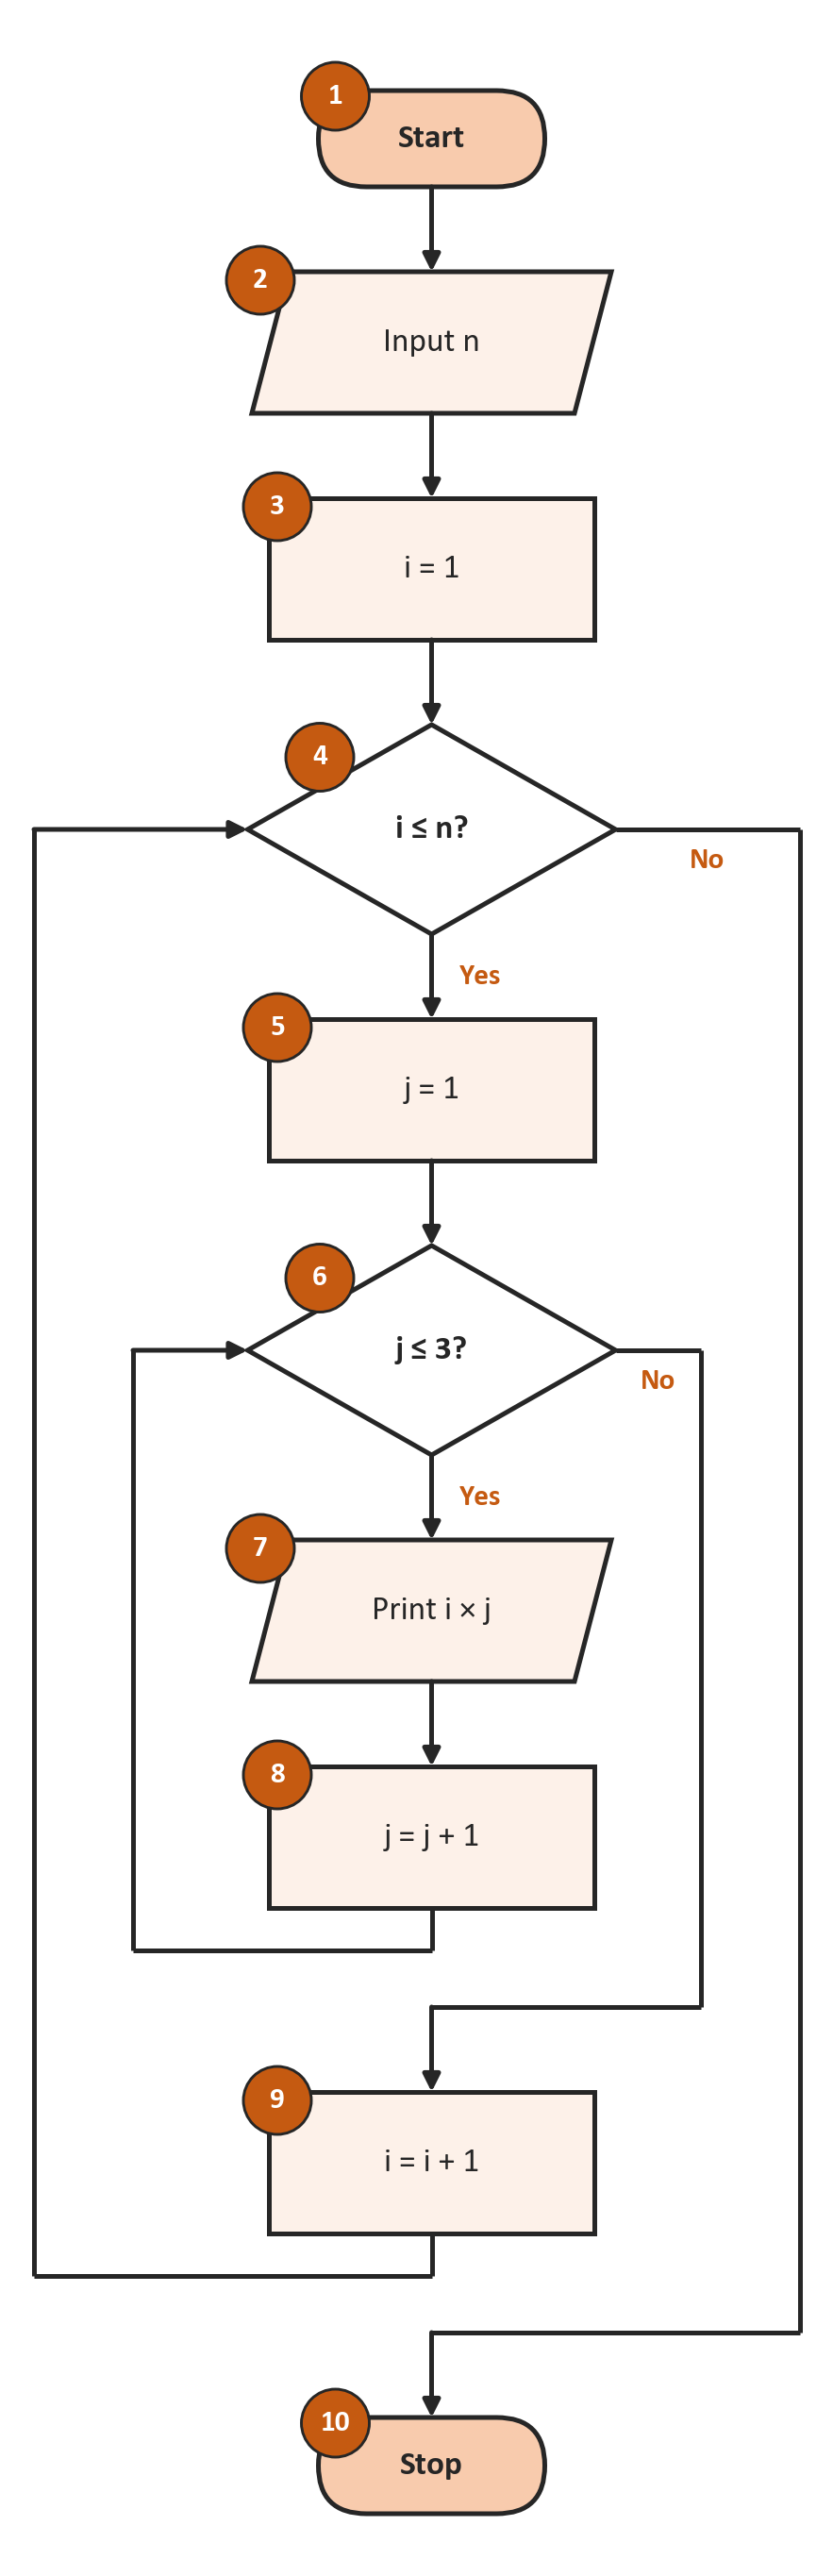 1
Start
2
Input n
3
i = 1
4
i ≤ n?
No
Yes
5
j = 1
6
j ≤ 3?
No
Yes
7
Print i × j
8
j = j + 1
9
i = i + 1
10
Stop